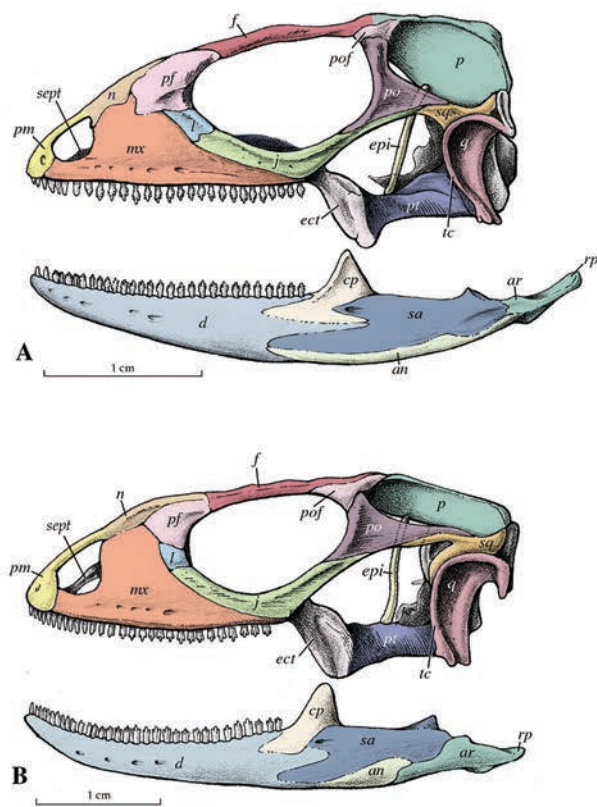 f
pof
p
n
pf
sept
po
pm
l
sq
mx
epi
q
j
ect
pt
tc
rp
cp
ar
d
sa
A
an
1 cm
f
n
p
pof
sept
pf
po
sq
pm
l
epi
q
mx
j
ect
pt
tc
cp
sa
rp
d
ar
B
an
1 cm